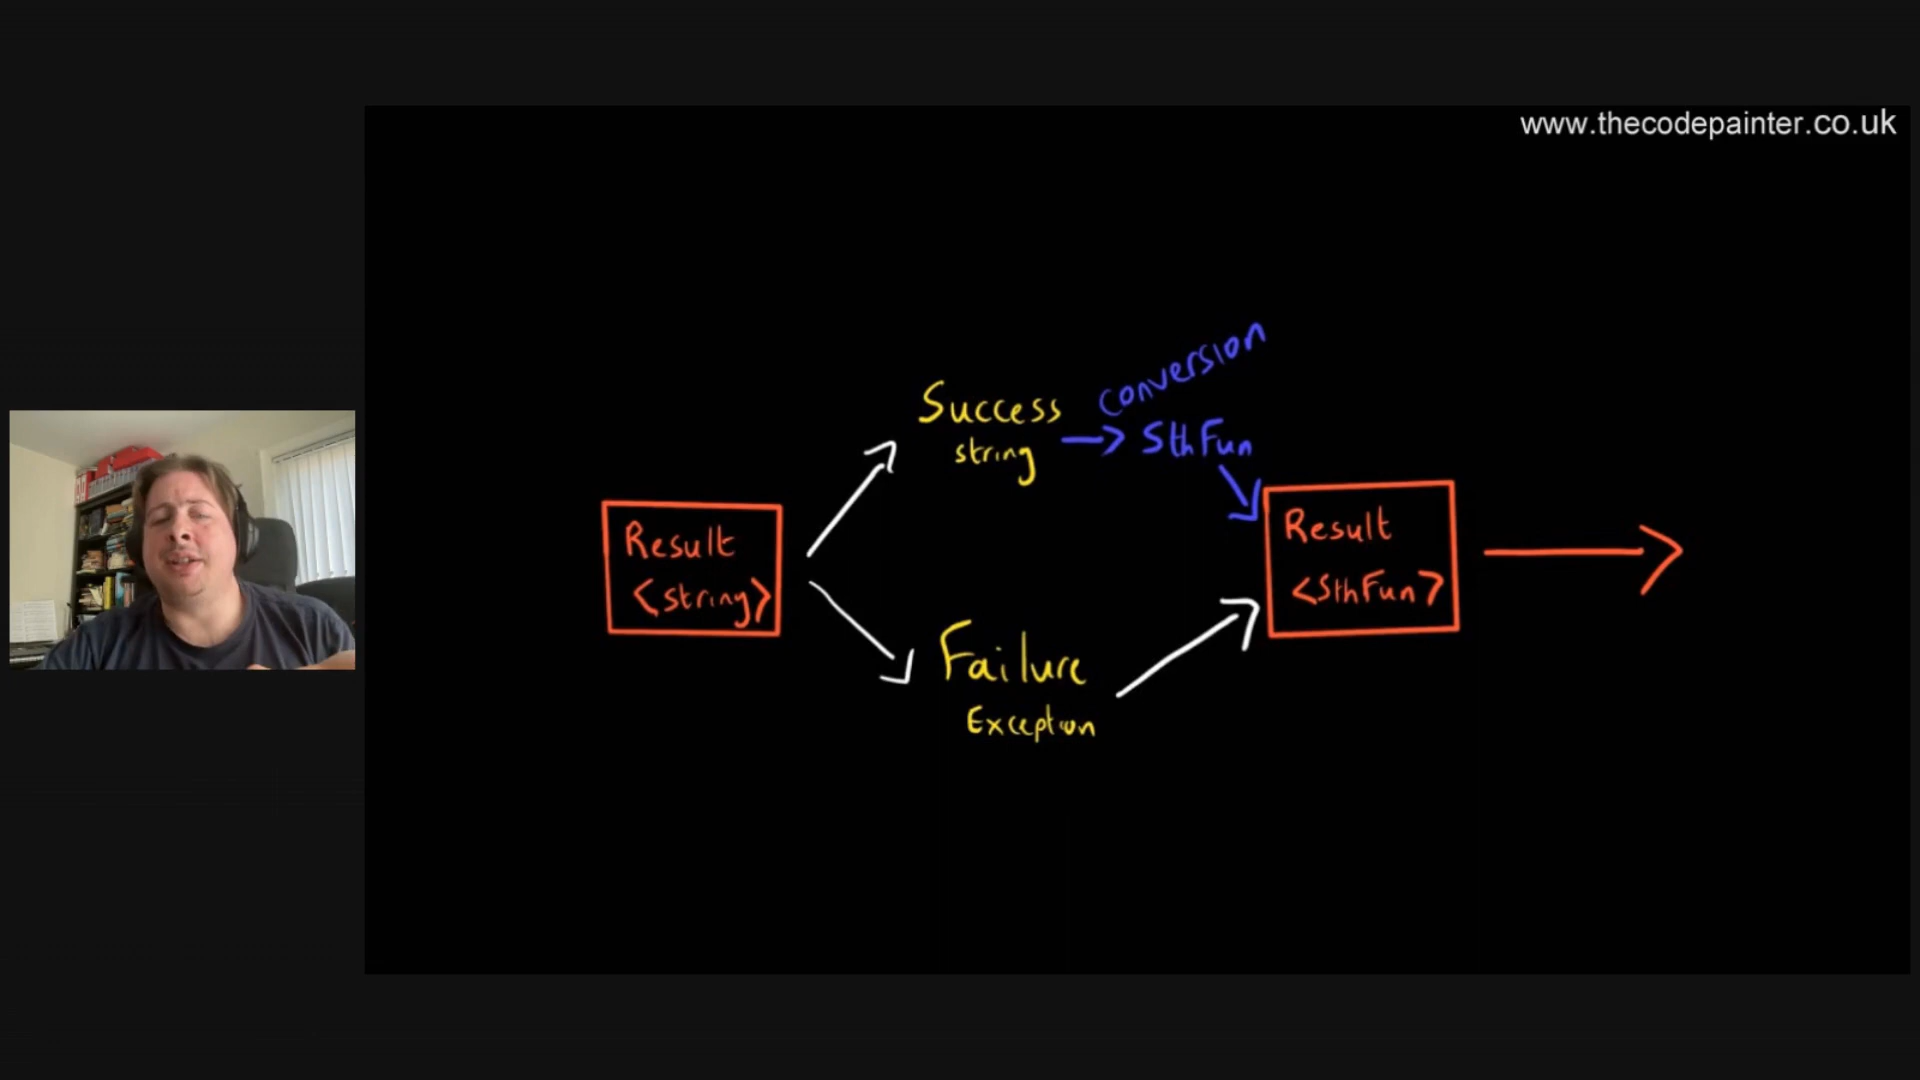 www.thecodepainter.co.uk
conversion
Success
string
SthFun
Result
<string>
Result
<SthFun>
Failure
Exception